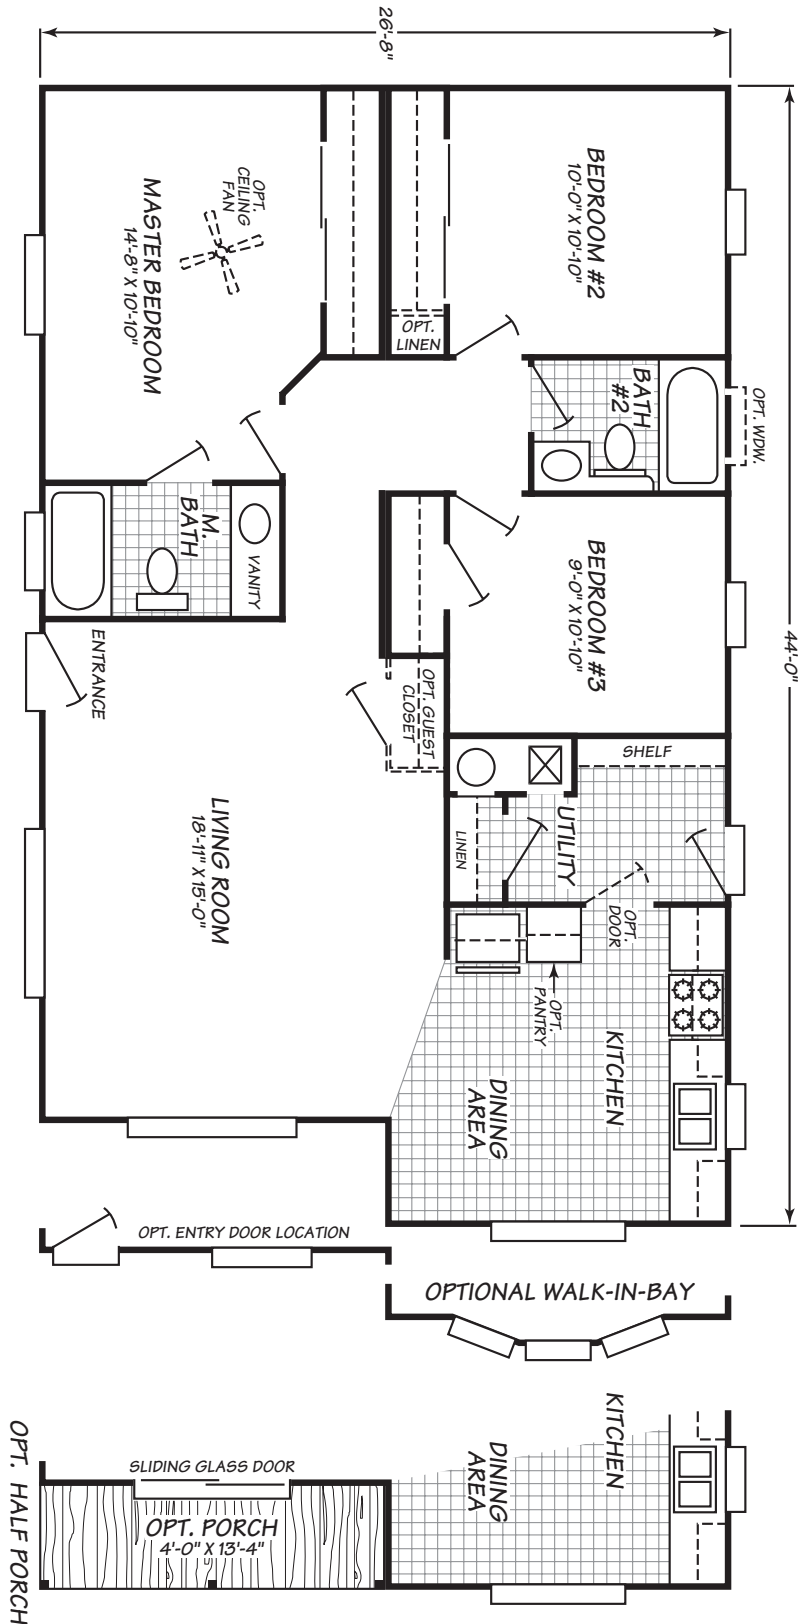 26'-8"
44'-0"
BEDROOM #2
10'-0" X 10'-10"
OPT.
CEILING
FAN
MASTER BEDROOM
14'-8" X 10'-10"
OPT.
LINEN
BATH
#2
OPT. WDW.
M.
BATH
VANITY
BEDROOM #3
9'-0" X 10'-10"
ENTRANCE
OPT. GUEST
CLOSET
SHELF
LIVING ROOM
18'-11" X 15'-0"
UTILITY
LINEN
OPT.
DOOR
OPT.
PANTRY
KITCHEN
DINING
AREA
OPT. ENTRY DOOR LOCATION
OPTIONAL WALK-IN-BAY
KITCHEN
DINING
AREA
SLIDING GLASS DOOR
OPT. PORCH
4'-0" X 13'-4"
OPT. HALF PORCH